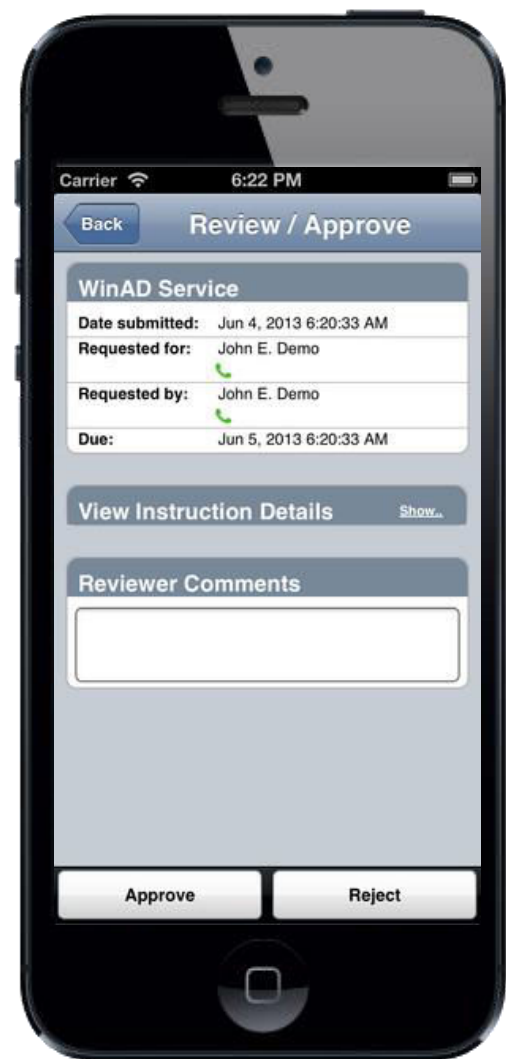 Carrier 6:22 PM
Back Review / Approve
WinAD Service
Date submitted: Jun 4, 2013 6:20:33 AM
Requested for: John E. Demo
Requested by: John E. Demo
Due: Jun 5, 2013 6:20:33 AM
View Instruction Details Show..
Reviewer Comments
Approve Reject